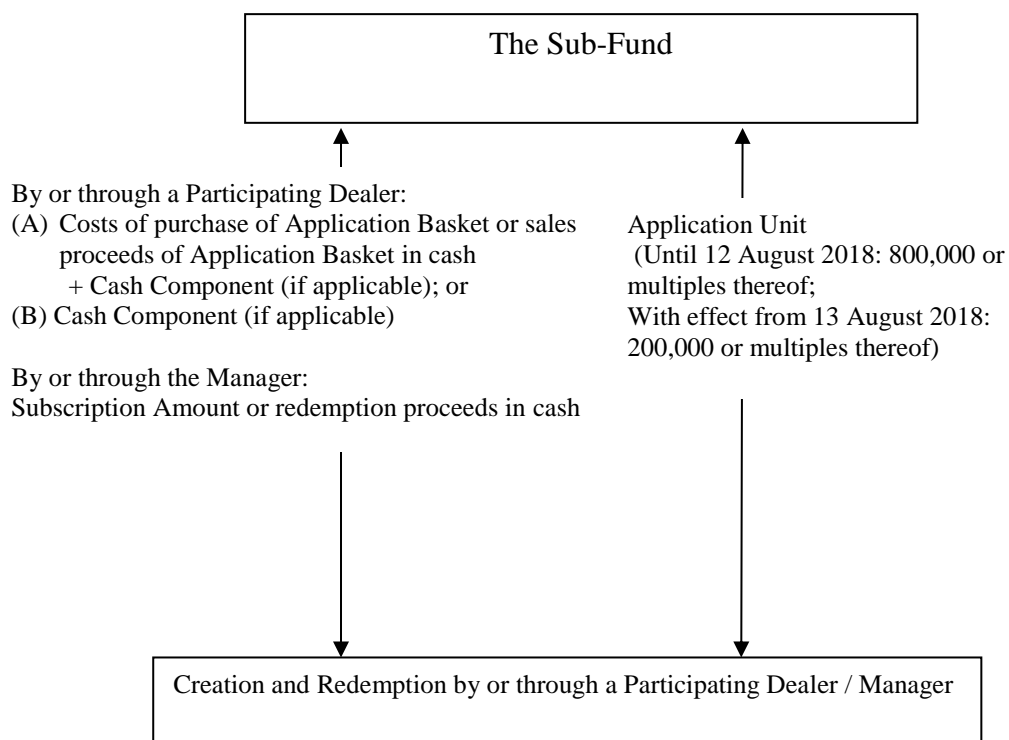 The Sub-Fund
By or through a Participating Dealer:
(A) Costs of purchase of Application Basket or sales
proceeds of Application Basket in cash
+ Cash Component (if applicable); or
(B) Cash Component (if applicable)
By or through the Manager:
Subscription Amount or redemption proceeds in cash
Application Unit
(Until 12 August 2018: 800,000 or
multiples thereof;
With effect from 13 August 2018:
200,000 or multiples thereof)
Creation and Redemption by or through a Participating Dealer / Manager